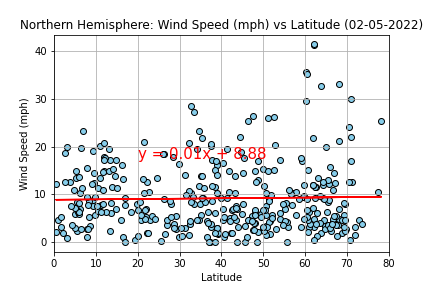 Northern Hemisphere: Wind Speed (mph) vs Latitude (02-05-2022)
Wind Speed (mph)
40
30
20
10
0
y = 0.01x + 8.88
0 10 20 30 40 50 60 70 80
Latitude